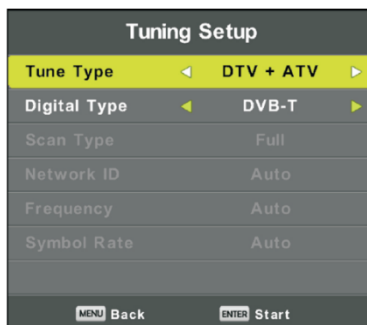 Tuning Setup
Tune Type DTV + ATV
Digital Type DVB-T
Scan Type Full
Network ID Auto
Frequency Auto
Symbol Rate Auto
MENU Back ENTER Start